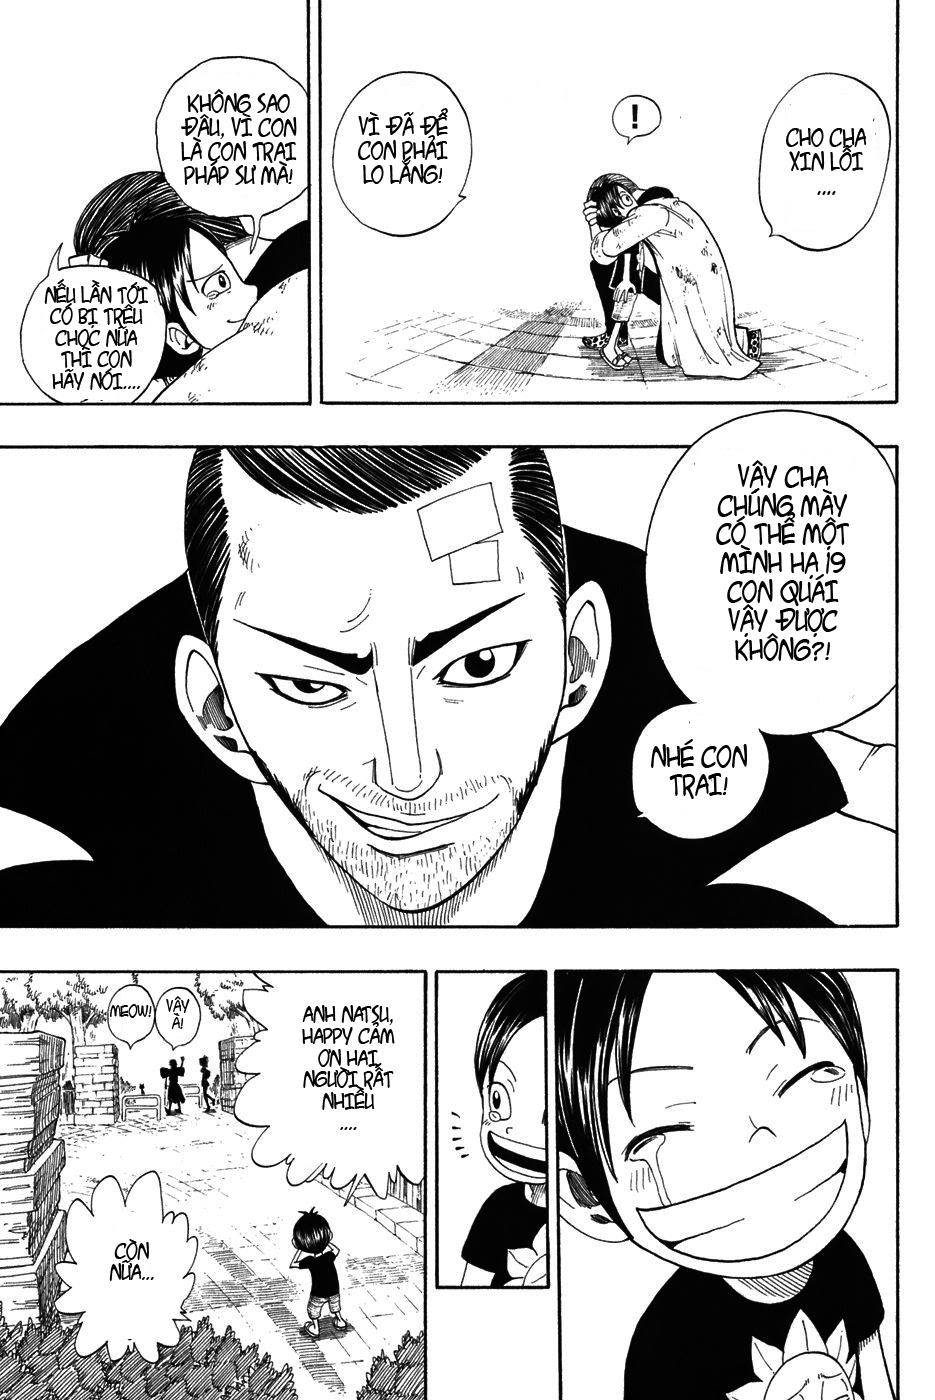 CHO CHA
XIN LỖI
....
!
VÌ ĐÃ ĐỂ
CON PHẢI
LO LẮNG!
KHÔNG SAO
ĐÂU, VÌ CON
LÀ CON TRAI
PHÁP SƯ MÀ!
NẾU LẦN TỚI
CÓ BỊ TRÊU
CHỌC NỮA
THÌ CON
HÃY NÓI....
VẬY CHA
CHÚNG MÀY
CÓ THỂ MỘT
MÌNH HẠ 19
CON QUÁI
VẬY ĐƯỢC
KHÔNG?!
NHÉ CON
TRAI!
ANH NATSU,
HAPPY CẢM
ƠN HAI
NGƯỜI RẤT
NHIỀU
....
VẬY
À!
MEOW!
CÒN
NỮA...